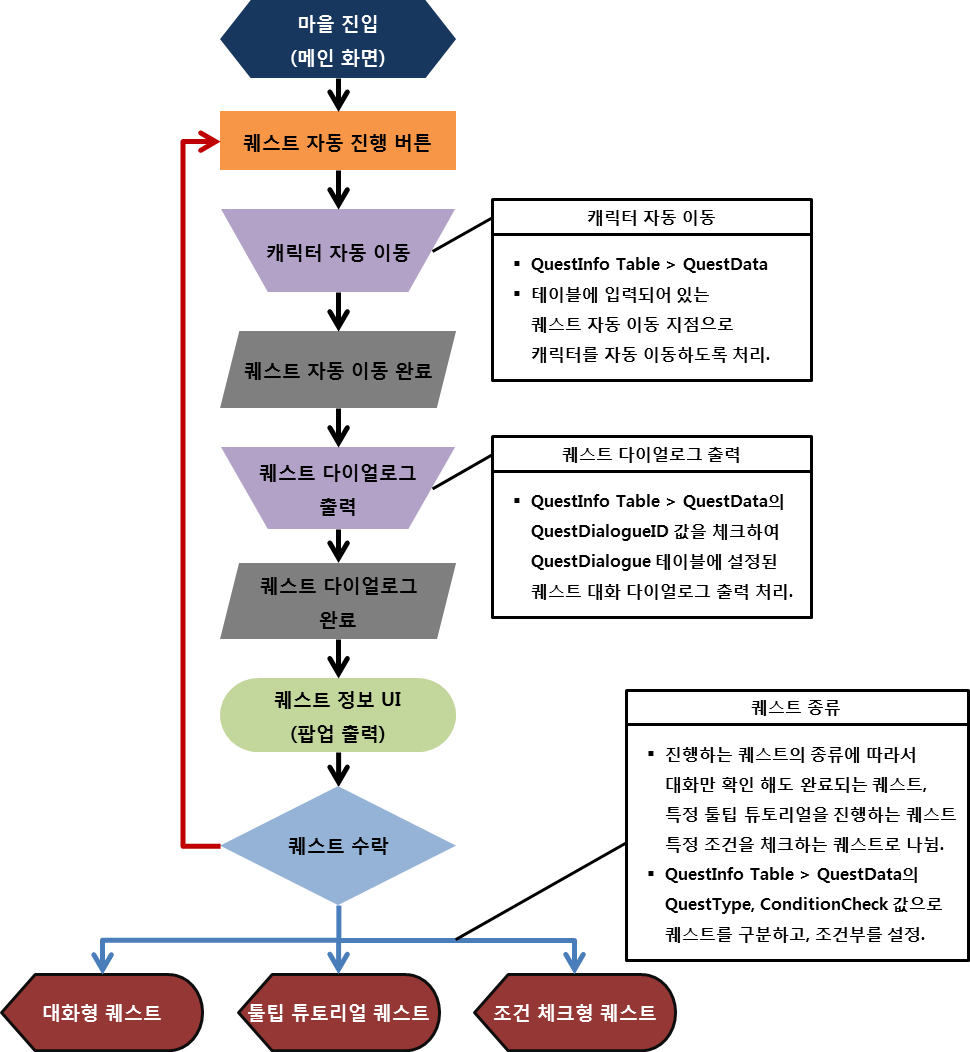 마을 진입
(메인 화면)
퀘스트 자동 진행 버튼
캐릭터 자동 이동
캐릭터 자동 이동
▪ QuestInfo Table > QuestData
▪ 테이블에 입력되어 있는
퀘스트 자동 이동 지점으로
캐릭터를 자동 이동하도록 처리.
퀘스트 자동 이동 완료
퀘스트 다이얼로그
출력
퀘스트 다이얼로그 출력
▪ QuestInfo Table > QuestData의
QuestDialogueID 값을 체크하여
QuestDialogue 테이블에 설정된
퀘스트 대화 다이얼로그 출력 처리.
퀘스트 다이얼로그
완료
퀘스트 정보 UI
(팝업 출력)
퀘스트 수락
퀘스트 종류
▪ 진행하는 퀘스트의 종류에 따라서
대화만 확인 해도 완료되는 퀘스트,
특정 툴팁 튜토리얼을 진행하는 퀘스트
특정 조건을 체크하는 퀘스트로 나뉨.
▪ QuestInfo Table > QuestData의
QuestType, ConditionCheck 값으로
퀘스트를 구분하고, 조건부를 설정.
대화형 퀘스트
툴팁 튜토리얼 퀘스트
조건 체크형 퀘스트